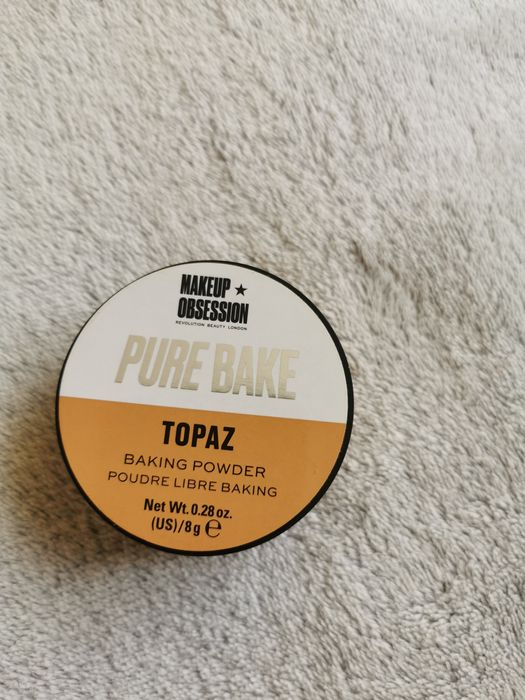 MAKEUP ★
OBSESSION
REVOLUTION BEAUTY LONDON
PURE BAKE
TOPAZ
BAKING POWDER
POUDRE LIBRE BAKING
Net Wt. 0.28 oz.
(US)/8g ℮